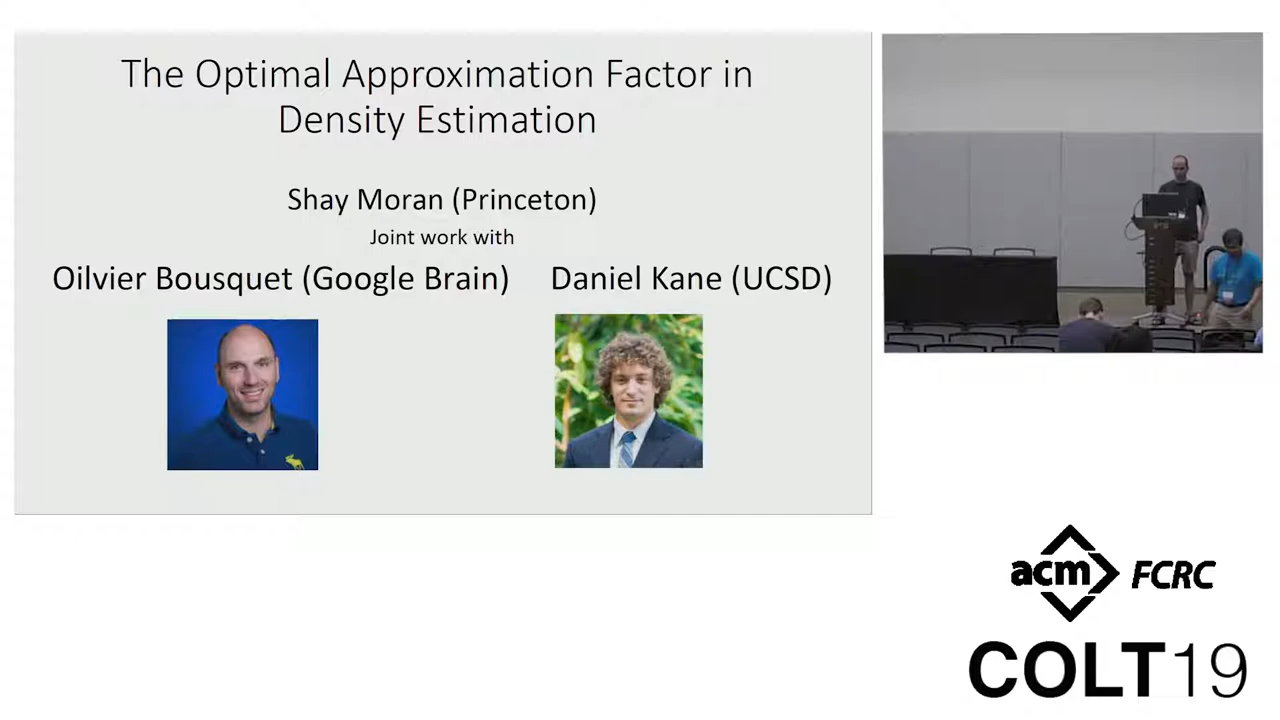 The Optimal Approximation Factor in
Density Estimation
Shay Moran (Princeton)
Joint work with
Oilvier Bousquet (Google Brain) Daniel Kane (UCSD)
acm FCRC
COLT19